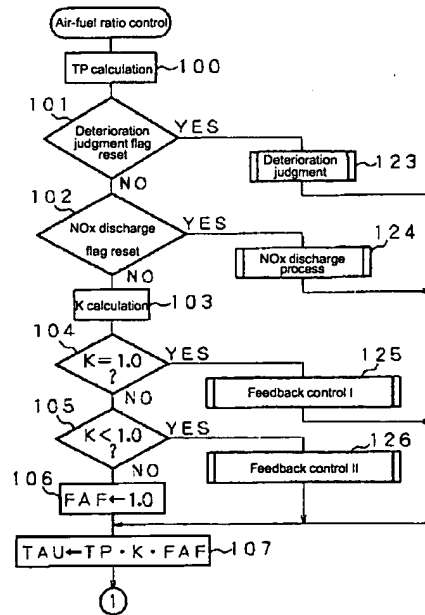 Air-fuel ratio control
TP calculation
100
101
Deterioration
judgment flag
reset
YES
Deterioration
judgment
123
NO
102
NOx discharge
flag reset
YES
NOx discharge
process
124
NO
K calculation
103
104
K=1.0
?
YES
Feedback control I
125
NO
105
K<1.0
?
YES
Feedback control II
126
NO
106
FAF←1.0
TAU←TP・K・FAF
107
1